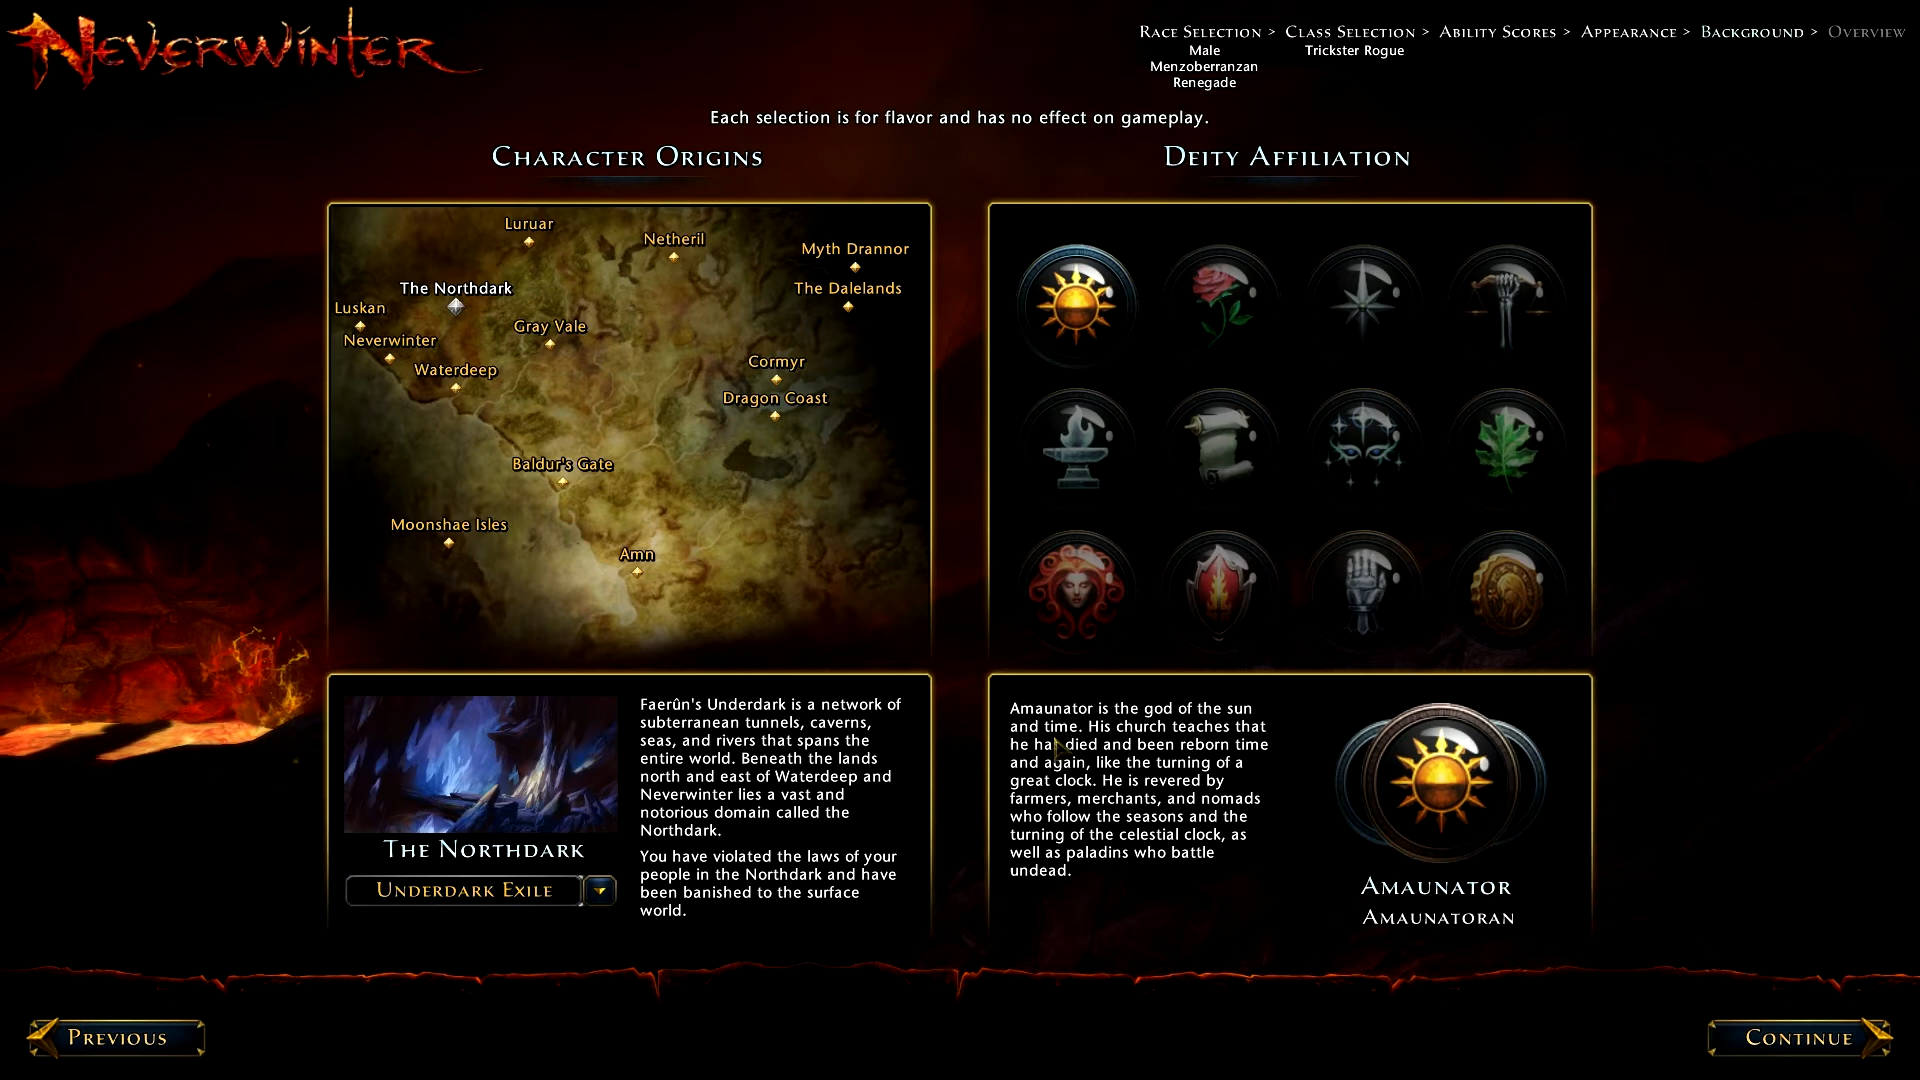 NEVERWINTER
RACE SELECTION > CLASS SELECTION > ABILITY SCORES > APPEARANCE > BACKGROUND > OVERVIEW
Male
Menzoberranzan
Renegade
Trickster Rogue
Each selection is for flavor and has no effect on gameplay.
CHARACTER ORIGINS
Luruar
Netheril
Myth Drannor
The Northdark
The Dalelands
Luskan
Gray Vale
Neverwinter
Waterdeep
Cormyr
Dragon Coast
Baldur's Gate
Moonshae Isles
Amn
THE NORTHDARK
UNDERDARK EXILE
Faerûn's Underdark is a network of
subterranean tunnels, caverns,
seas, and rivers that spans the
entire world. Beneath the lands
north and east of Waterdeep and
Neverwinter lies a vast and
notorious domain called the
Northdark.
You have violated the laws of your
people in the Northdark and have
been banished to the surface
world.
DEITY AFFILIATION
Amaunator is the god of the sun
and time. His church teaches that
he has died and been reborn time
and again, like the turning of a
great clock. He is revered by
farmers, merchants, and nomads
who follow the seasons and the
turning of the celestial clock, as
well as paladins who battle
undead.
AMAUNATOR
AMAUNATORAN
PREVIOUS
CONTINUE